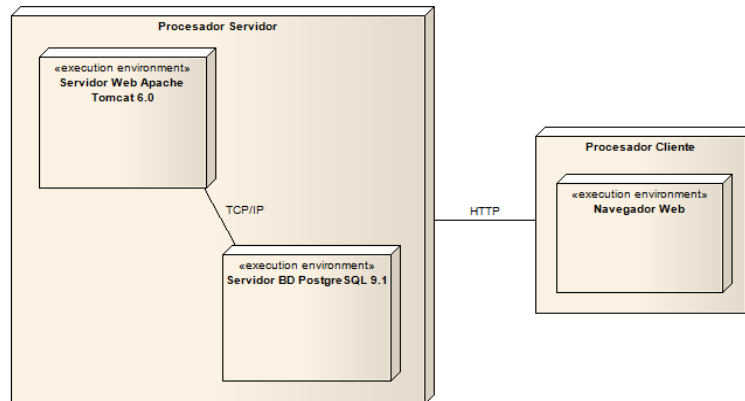 Procesador Servidor
«execution environment»
Servidor Web Apache
Tomcat 6.0
TCP/IP
«execution environment»
Servidor BD PostgreSQL 9.1
HTTP
Procesador Cliente
«execution environment»
Navegador Web